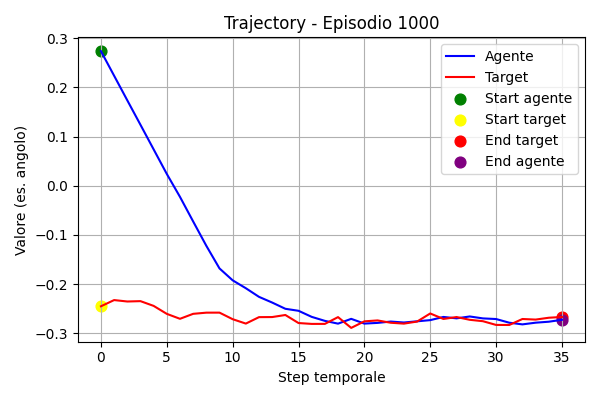 Trajectory - Episodio 1000
Agente
Target
Start agente
Start target
End target
End agente
Valore (es. angolo)
0.3
0.2
0.1
0.0
−0.1
−0.2
−0.3
0 5 10 15 20 25 30 35
Step temporale